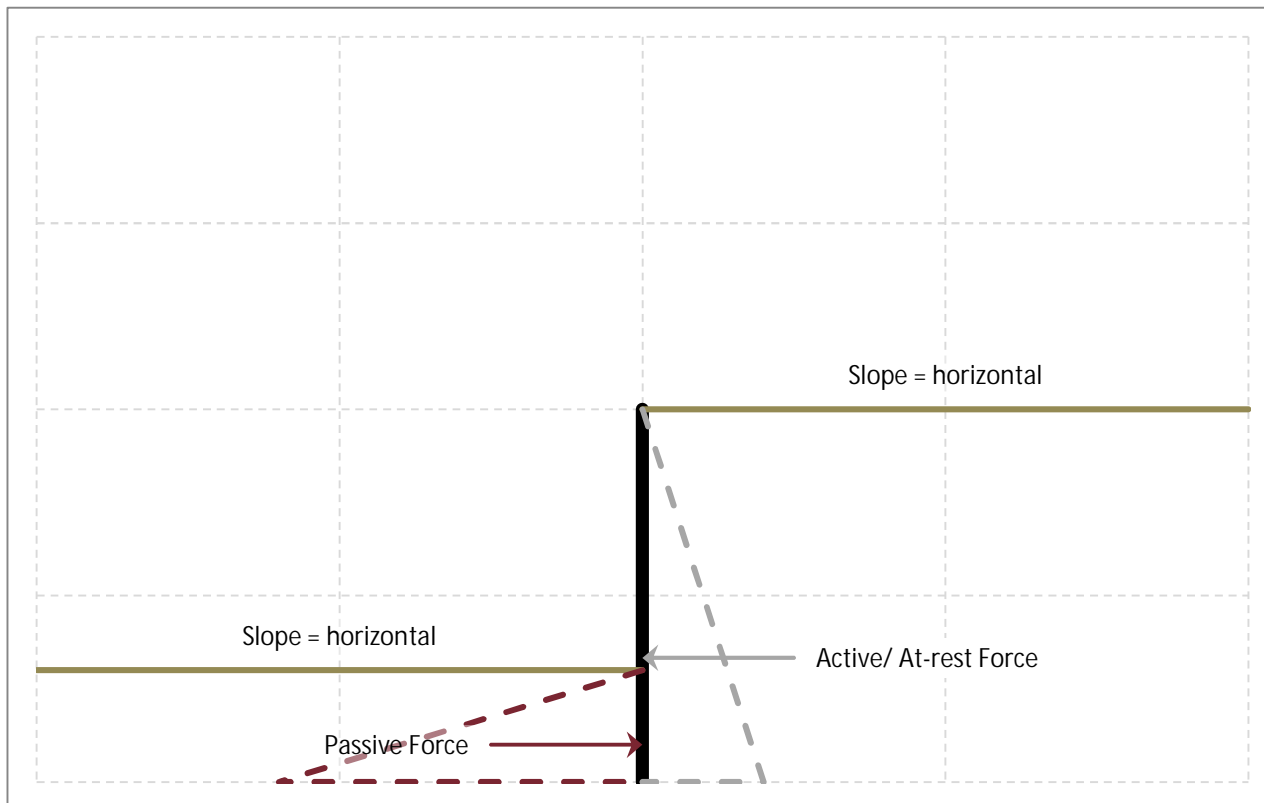 Slope = horizontal
Slope = horizontal
Active/ At-rest Force
Passive Force